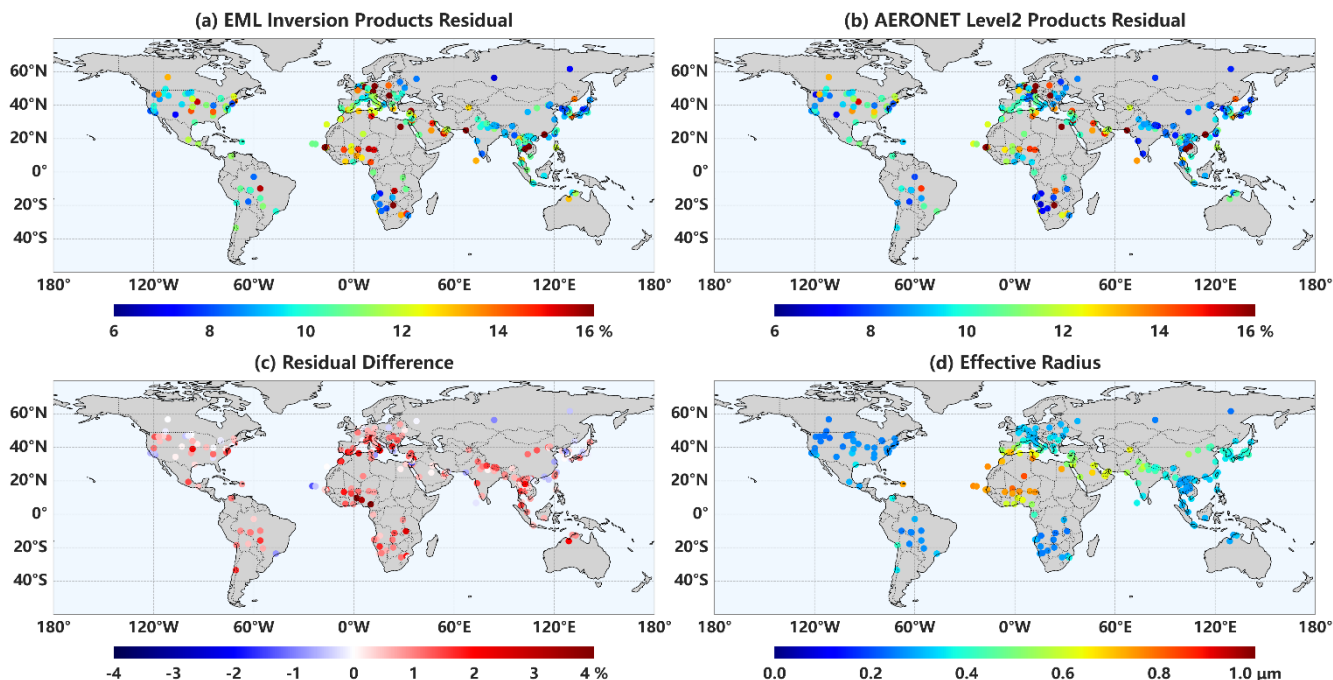 (a) EML Inversion Products Residual
(b) AERONET Level2 Products Residual
60°N
40°N
20°N
0°
20°S
40°S
180° 120°W 60°W 0°W 60°E 120°E 180°
6 8 10 12 14 16 %
60°N
40°N
20°N
0°
20°S
40°S
180° 120°W 60°W 0°W 60°E 120°E 180°
6 8 10 12 14 16 %
(c) Residual Difference
(d) Effective Radius
60°N
40°N
20°N
0°
20°S
40°S
180° 120°W 60°W 0°W 60°E 120°E 180°
-4 -3 -2 -1 0 1 2 3 4 %
60°N
40°N
20°N
0°
20°S
40°S
180° 120°W 60°W 0°W 60°E 120°E 180°
0.0 0.2 0.4 0.6 0.8 1.0 μm